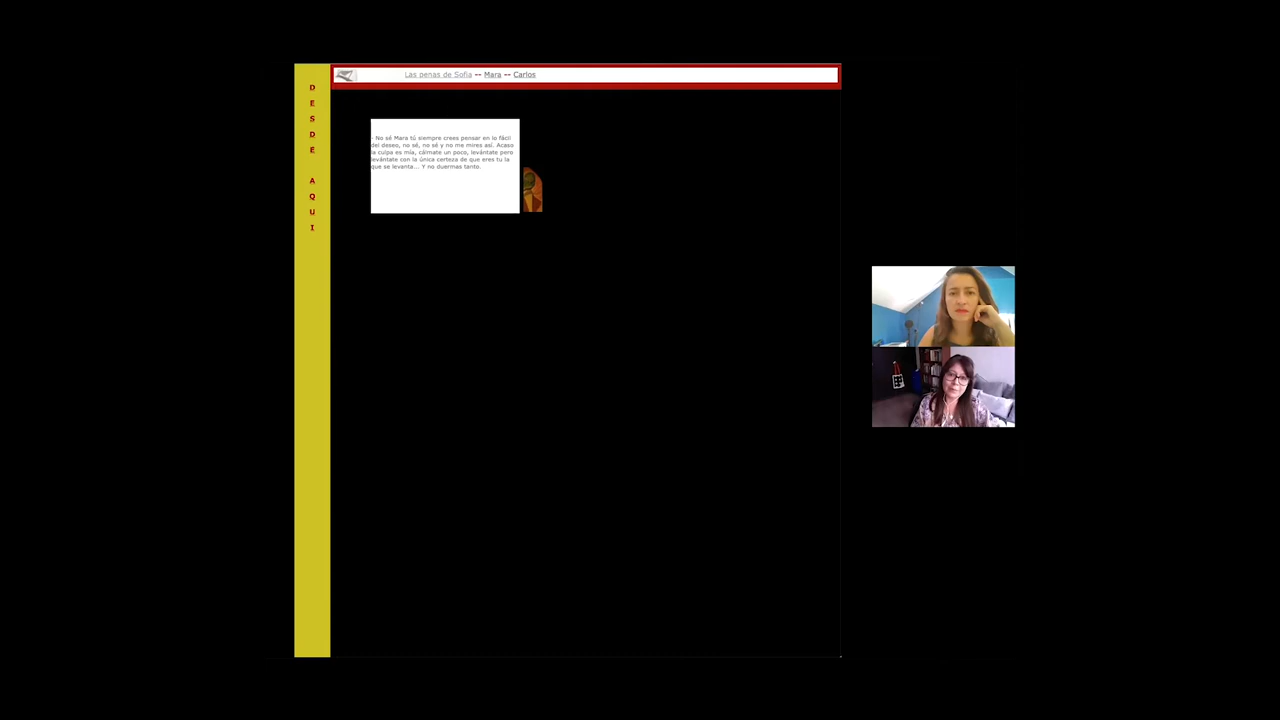 Las penas de Sofía -- Mara -- Carlos
D
E
S
D
E
A
Q
U
I
- No sé Mara tú siempre crees pensar en lo fácil
del deseo, no sé, no sé y no me mires así. Acaso
la culpa es mía, cálmate un poco, levántate pero
levántate con la única certeza de que eres tu la
que se levanta... Y no duermas tanto.